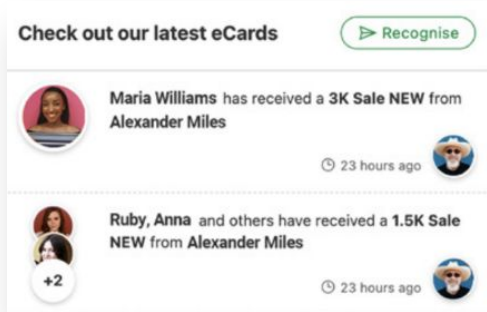 Check out our latest eCards
Recognise
Maria Williams has received a 3K Sale NEW from
Alexander Miles
23 hours ago
Ruby, Anna and others have received a 1.5K Sale
NEW from Alexander Miles
+2
23 hours ago